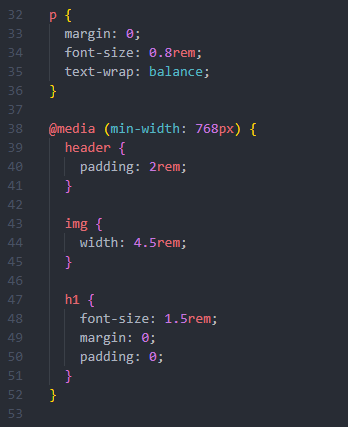 32 p {
33   margin: 0;
34   font-size: 0.8rem;
35   text-wrap: balance;
36 }
37
38 @media (min-width: 768px) {
39   header {
40     padding: 2rem;
41   }
42
43   img {
44     width: 4.5rem;
45   }
46
47   h1 {
48     font-size: 1.5rem;
49     margin: 0;
50     padding: 0;
51   }
52 }
53